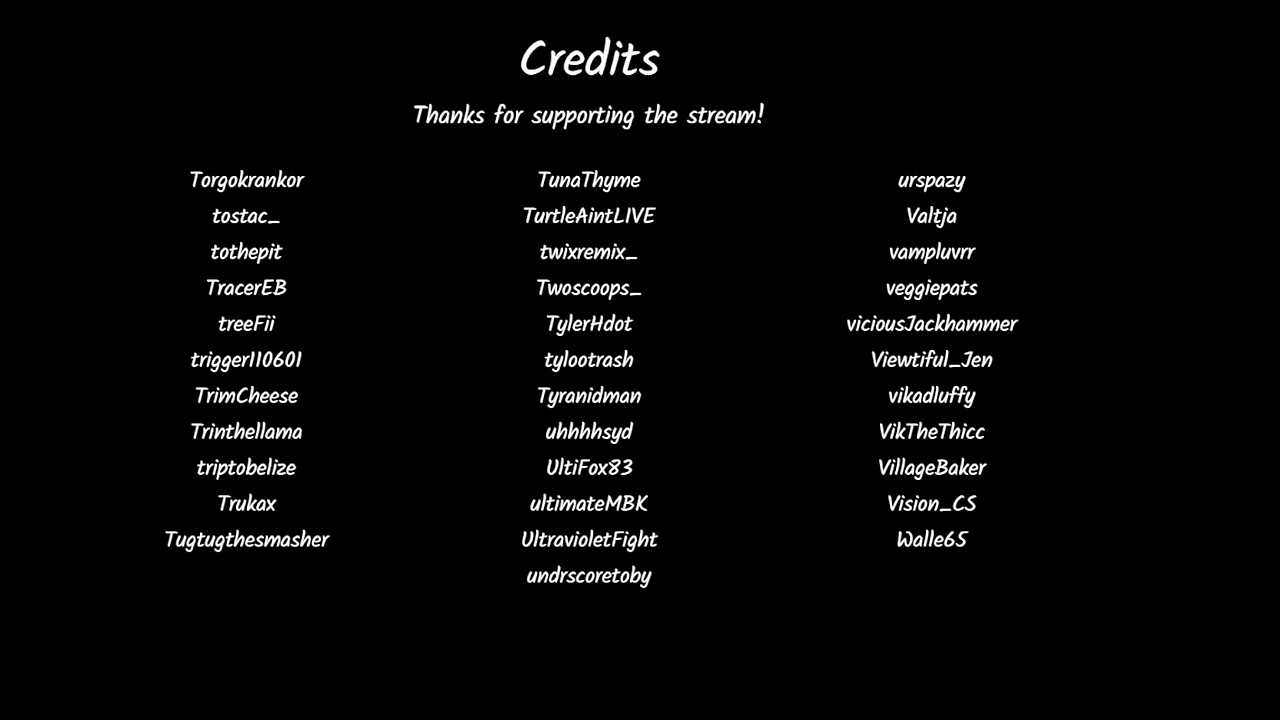 Credits
Thanks for supporting the stream!
Torgokrankor
tostac_
tothepit
TracerEB
treeFii
trigger110601
TrimCheese
Trinthellama
triptobelize
Trukax
Tugtugthesmasher
TunaThyme
TurtleAintLIVE
twixremix_
Twoscoops_
TylerHdot
tylootrash
Tyranidman
uhhhhsyd
UltiFox83
ultimateMBK
UltravioletFight
undrscoretoby
urspazy
Valtja
vampluvrr
veggiepats
viciousJackhammer
Viewtiful_Jen
vikadluffy
VikTheThicc
VillageBaker
Vision_CS
Walle65